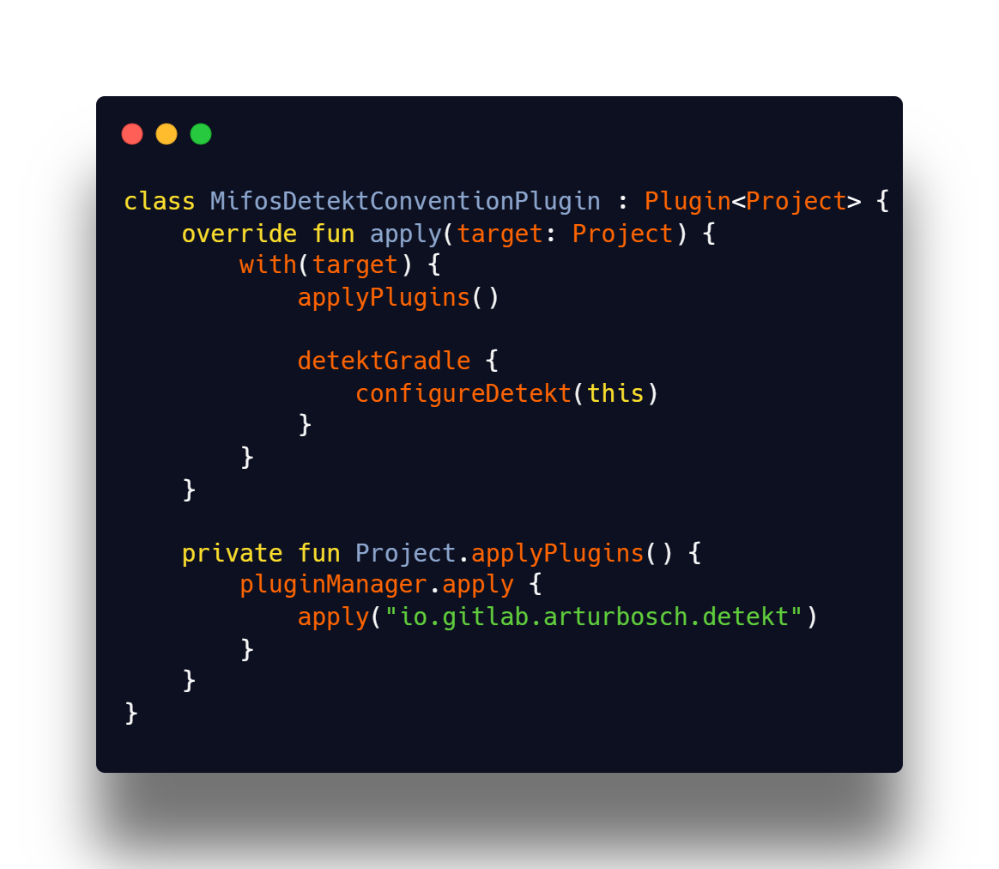 class MifosDetektConventionPlugin : Plugin<Project> {
    override fun apply(target: Project) {
        with(target) {
            applyPlugins()

            detektGradle {
                configureDetekt(this)
            }
        }
    }

    private fun Project.applyPlugins() {
        pluginManager.apply {
            apply("io.gitlab.arturbosch.detekt")
        }
    }
}